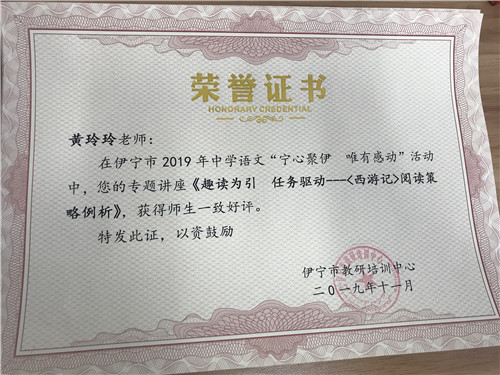 荣誉证书
HONORARY CREDENTIAL
黄玲玲老师：
在伊宁市2019年中学语文“宁心聚伊 唯有感动”活动
中，您的专题讲座《趣读为引 任务驱动---<西游记>阅读策
略例析》，获得师生一致好评。
特发此证，以资鼓励
伊宁市教研培训中心
二〇一九年十一月